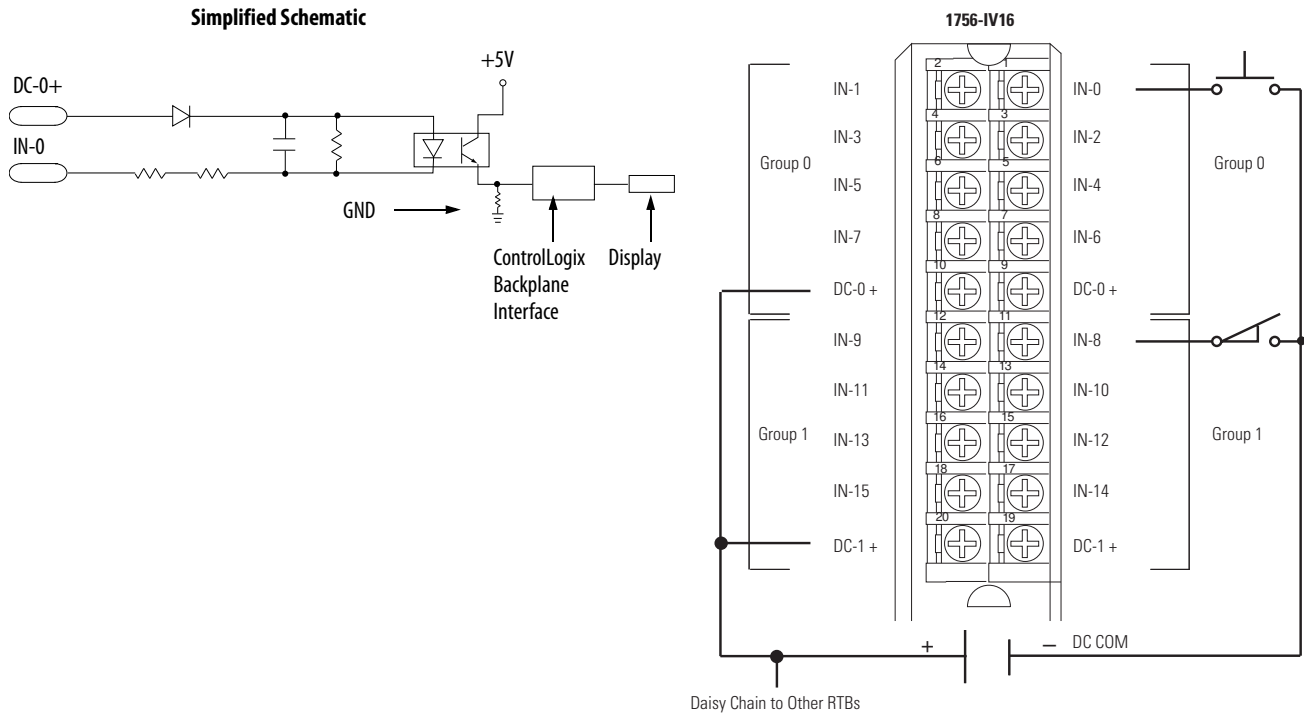 Simplified Schematic
DC-0+
IN-0
+5V
GND
ControlLogix
Backplane
Interface
Display
1756-IV16
2 1
IN-1 IN-0
4 3
IN-3 IN-2
Group 0 Group 0
6 5
IN-5 IN-4
8 7
IN-7 IN-6
10 9
DC-0 + DC-0 +
12 11
IN-9 IN-8
14 13
IN-11 IN-10
16 15
Group 1 IN-13 IN-12 Group 1
18 17
IN-15 IN-14
20 19
DC-1 + DC-1 +
+ – DC COM
Daisy Chain to Other RTBs